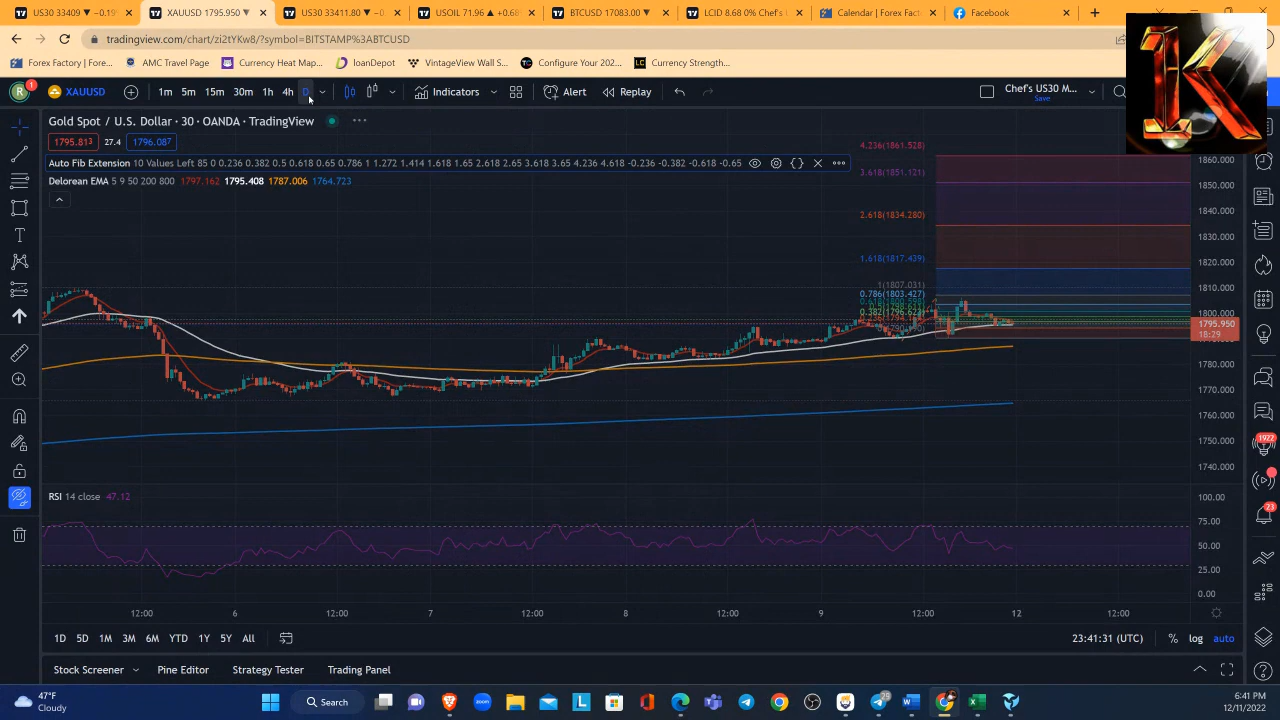 US30 33409 ▼ −0.19
XAUUSD 1795.950 ▼
US30 33411.80 ▼ −0
USOIL 71.96 ▲ +0.68
BTCUSD 17083.00 ▼
LCID 8.68 0% Chef's
Calendar | Forex Fact
Facebook
tradingview.com/chart/zi2tYKw8/?symbol=BITSTAMP%3ABTCUSD
1K
Forex Factory | For...
AMC Travel Page
Currency Heat Map...
loanDepot
VintageView Wall S...
Configure Your 202...
Currency Strength...
R 1 XAUUSD 1m 5m 15m 30m 1h 4h D Indicators Alert Replay Chef's US30 M...
Save
Gold Spot / U.S. Dollar · 30 · OANDA · TradingView
1795.813 27.4 1796.087
Auto Fib Extension 10 Values Left 85 0 0.236 0.382 0.5 0.618 0.65 0.786 1 1.272 1.414 1.618 1.65 2.618 2.65 3.618 3.65 4.236 4.618 -0.236 -0.382 -0.618 -0.65
Delorean EMA 5 9 50 200 800 1797.162 1795.408 1787.006 1764.723
4.236(1861.528)
3.618(1851.121)
2.618(1834.280)
1.618(1817.439)
1(1807.031)
0.786(1803.427)
1860.000
1850.000
1840.000
1830.000
1820.000
1810.000
1800.000
1795.950
18:29
1780.000
1770.000
1760.000
1750.000
1740.000
RSI 14 close 47.12
100.00
75.00
50.00
25.00
0.00
12:00 6 12:00 7 12:00 8 12:00 9 12:00 12 12:00
1D 5D 1M 3M 6M YTD 1Y 5Y All
23:41:31 (UTC) % log auto
Stock Screener Pine Editor Strategy Tester Trading Panel
1922
23
47°F
Cloudy
Search
25
6:41 PM
12/11/2022